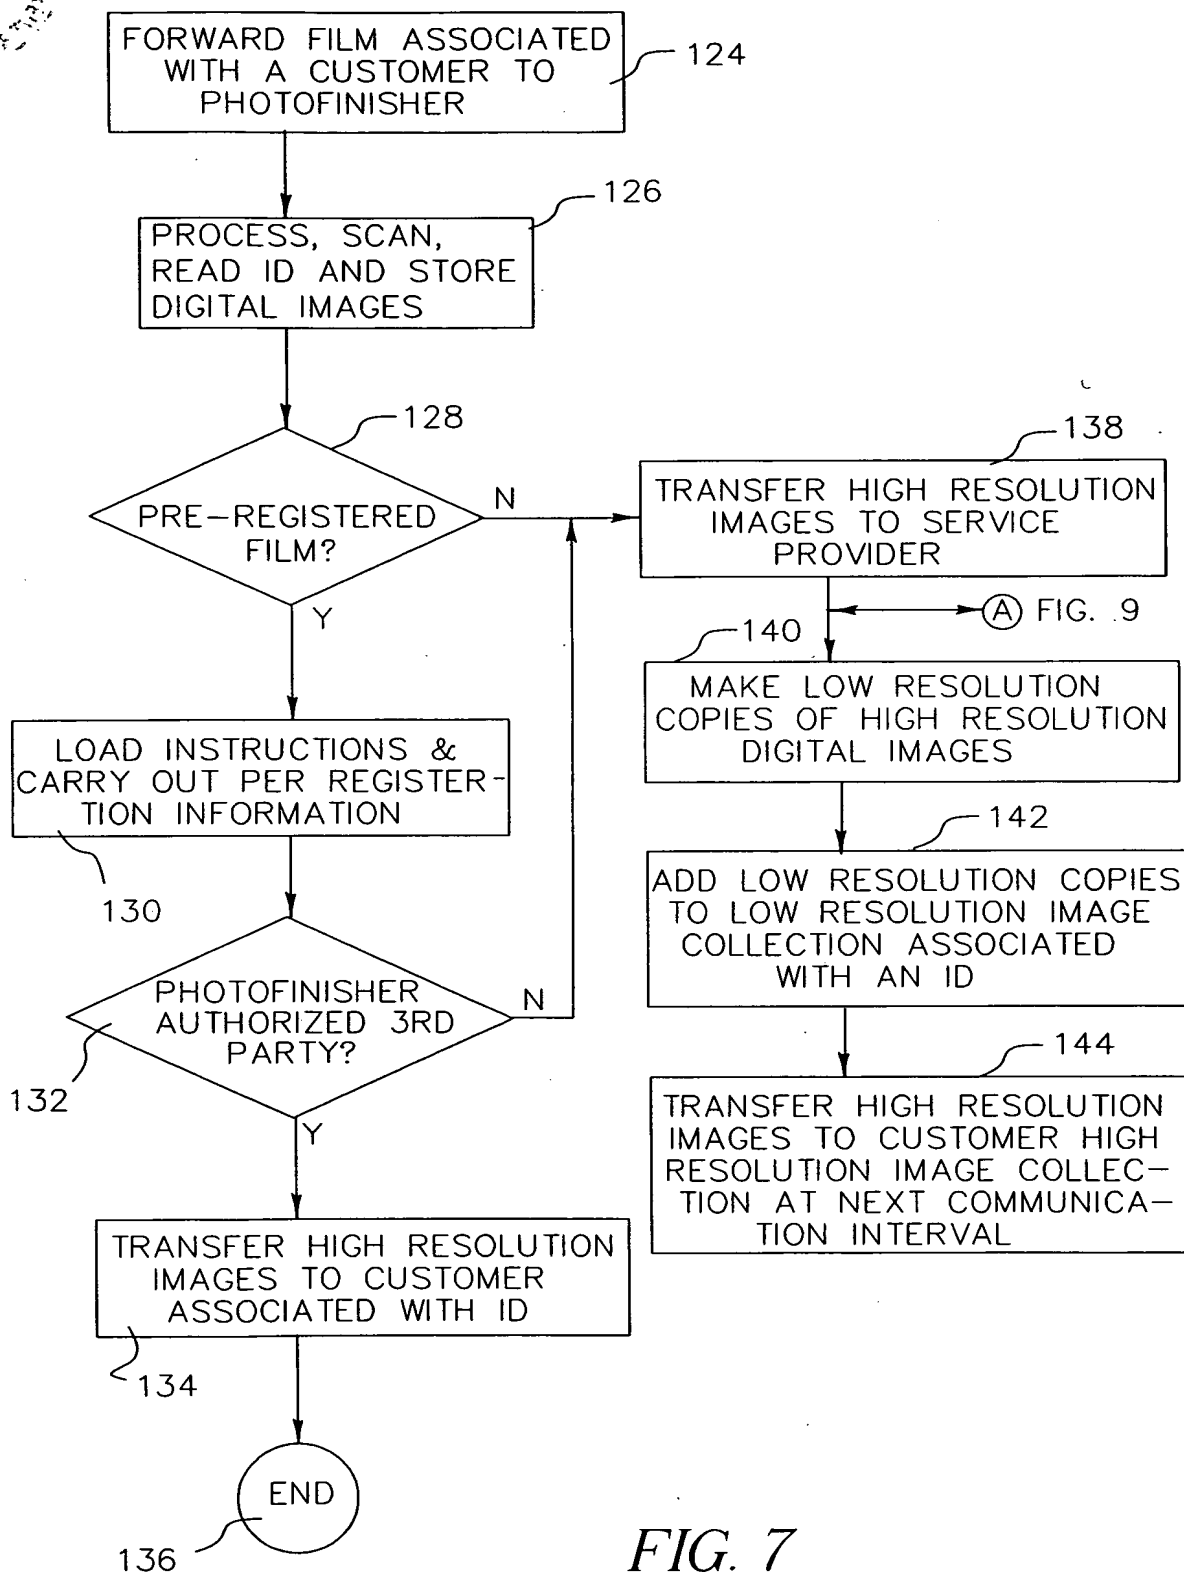 FORWARD FILM ASSOCIATED
WITH A CUSTOMER TO
PHOTOFINISHER
124
PROCESS, SCAN,
READ ID AND STORE
DIGITAL IMAGES
126
PRE-REGISTERED
FILM?
128
N
Y
LOAD INSTRUCTIONS &
CARRY OUT PER REGISTER-
TION INFORMATION
130
PHOTOFINISHER
AUTHORIZED 3RD
PARTY?
132
N
Y
TRANSFER HIGH RESOLUTION
IMAGES TO CUSTOMER
ASSOCIATED WITH ID
134
END
136
138
TRANSFER HIGH RESOLUTION
IMAGES TO SERVICE
PROVIDER
A FIG. 9
140
MAKE LOW RESOLUTION
COPIES OF HIGH RESOLUTION
DIGITAL IMAGES
142
ADD LOW RESOLUTION COPIES
TO LOW RESOLUTION IMAGE
COLLECTION ASSOCIATED
WITH AN ID
144
TRANSFER HIGH RESOLUTION
IMAGES TO CUSTOMER HIGH
RESOLUTION IMAGE COLLEC-
TION AT NEXT COMMUNICA-
TION INTERVAL
FIG. 7